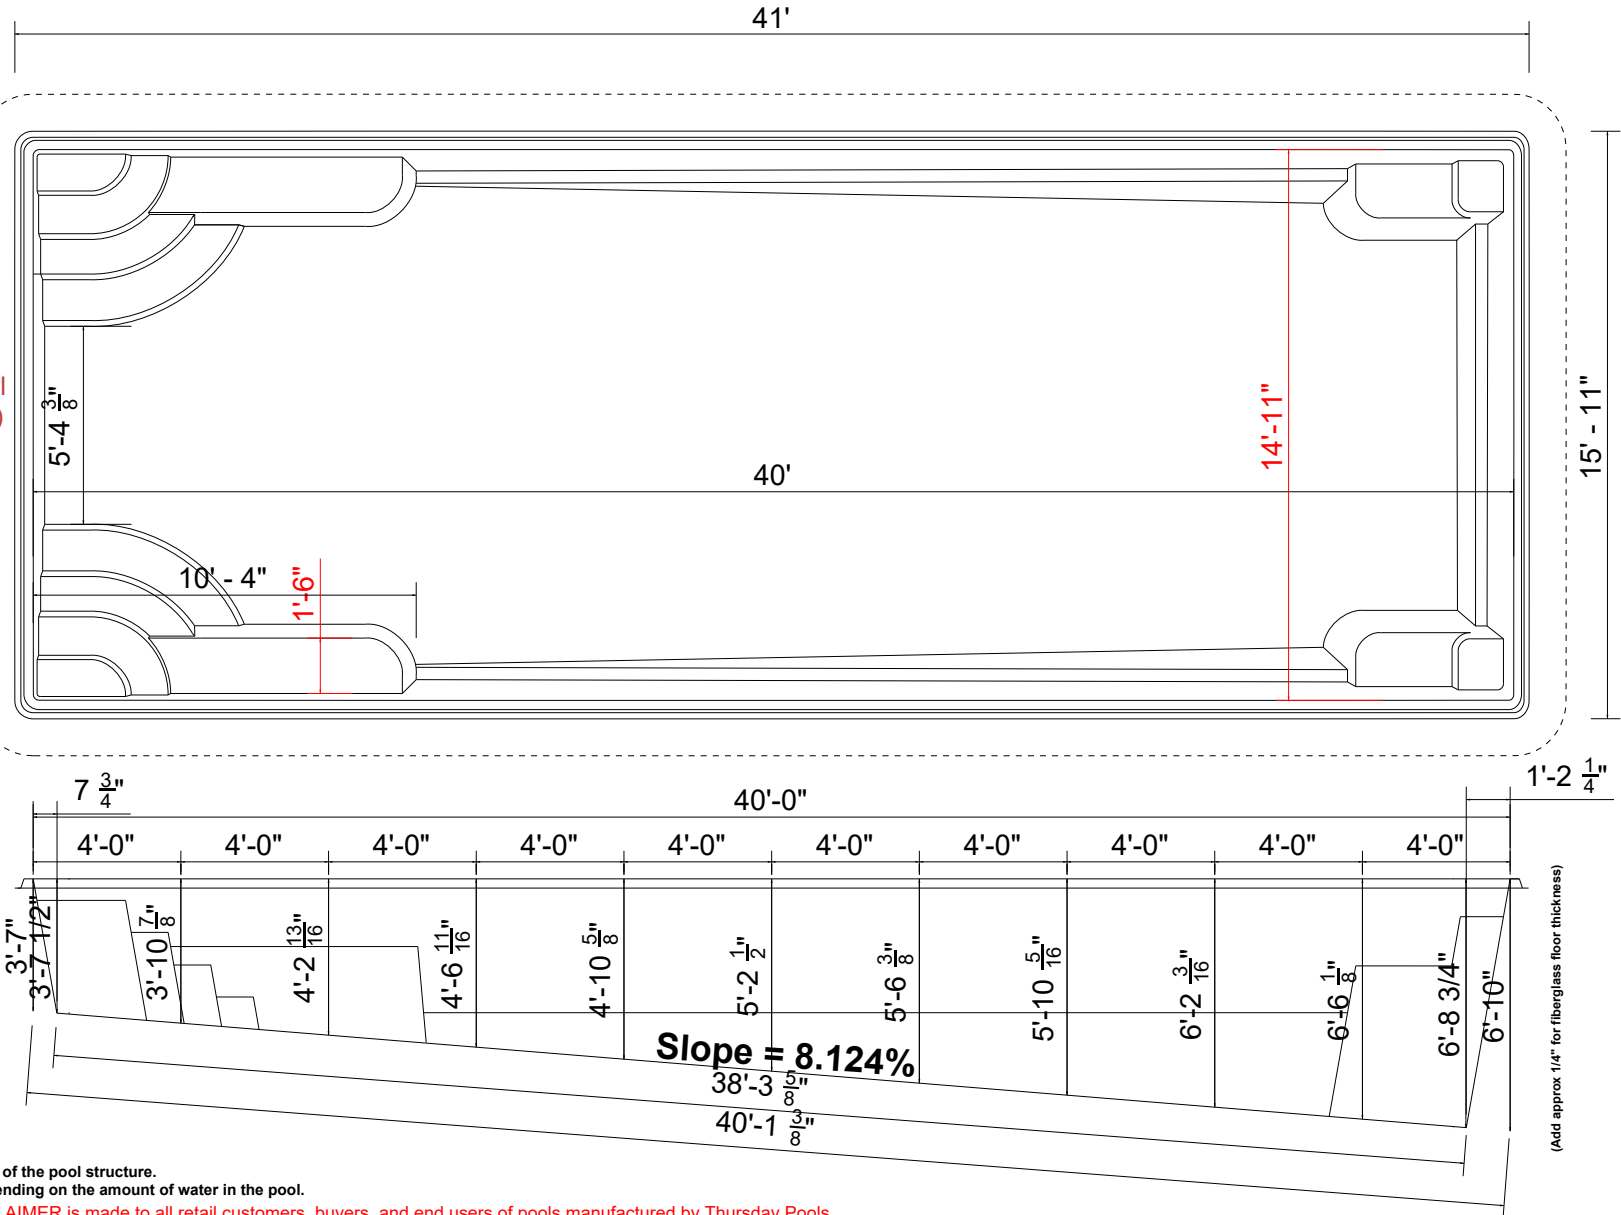 41'
5'-4 3/8"
40'
14'-11"
15' - 11"
10' - 4"
1'-6"
7 3/4"
1'-2 1/4"
40'-0"
4'-0" 4'-0" 4'-0" 4'-0" 4'-0" 4'-0" 4'-0" 4'-0" 4'-0" 4'-0"
3'-7"
3'-7 1/2"
3'-10 7/8"
4'-2 13/16"
4'-6 11/16"
4'-10 5/8"
5'-2 1/2"
5'-6 3/8"
5'-10 5/16"
6'-2 3/16"
6'-6 1/8"
6'-8 3/4"
6'-10"
(Add approx 1/4" for fiberglass floor thickness)
Slope = 8.124%
38'-3 5/8"
40'-1 3/8"
of the pool structure.
ending on the amount of water in the pool.
AIMER is made to all retail customers, buyers, and end users of pools manufactured by Thursday Pools